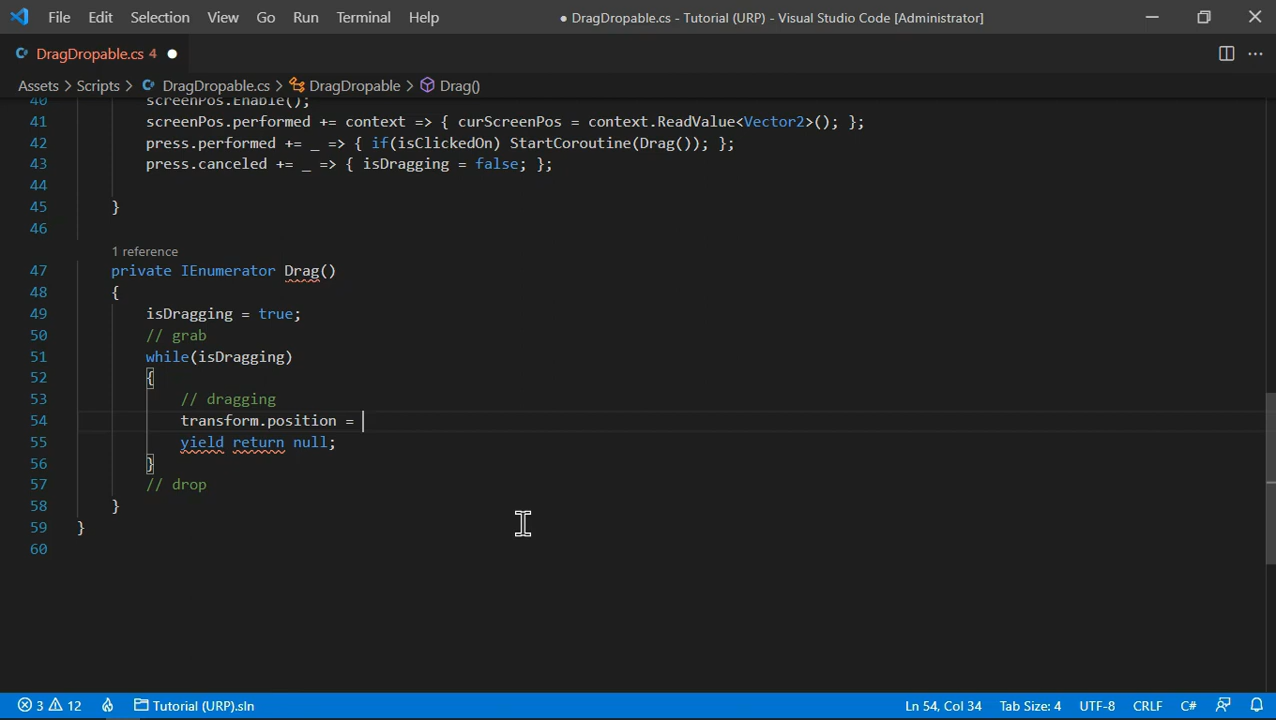 File Edit Selection View Go Run Terminal Help ● DragDropable.cs - Tutorial (URP) - Visual Studio Code [Administrator]
DragDropable.cs 4 ●
Assets > Scripts > DragDropable.cs > DragDropable > Drag()
40 screenPos.Enable();
41 screenPos.performed += context => { curScreenPos = context.ReadValue<Vector2>(); };
42 press.performed += _ => { if(isClickedOn) StartCoroutine(Drag()); };
43 press.canceled += _ => { isDragging = false; };
44
45 }
46
1 reference
47 private IEnumerator Drag()
48 {
49 isDragging = true;
50 // grab
51 while(isDragging)
52 {
53 // dragging
54 transform.position =
55 yield return null;
56 }
57 // drop
58 }
59 }
60
3 12 Tutorial (URP).sln Ln 54, Col 34 Tab Size: 4 UTF-8 CRLF C#